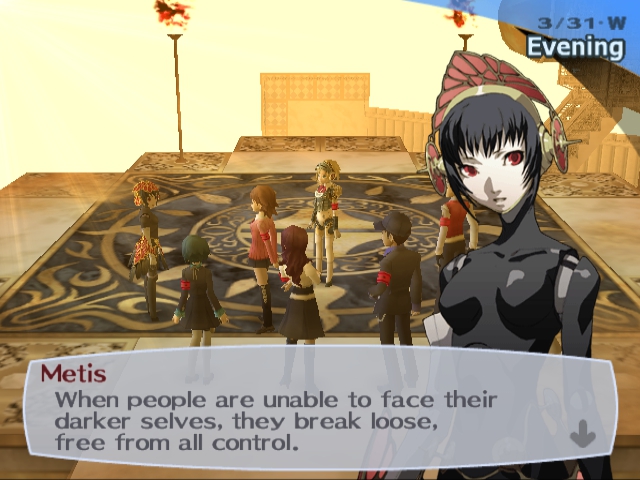 3/31・W
Evening
Metis
When people are unable to face their
darker selves, they break loose,
free from all control.